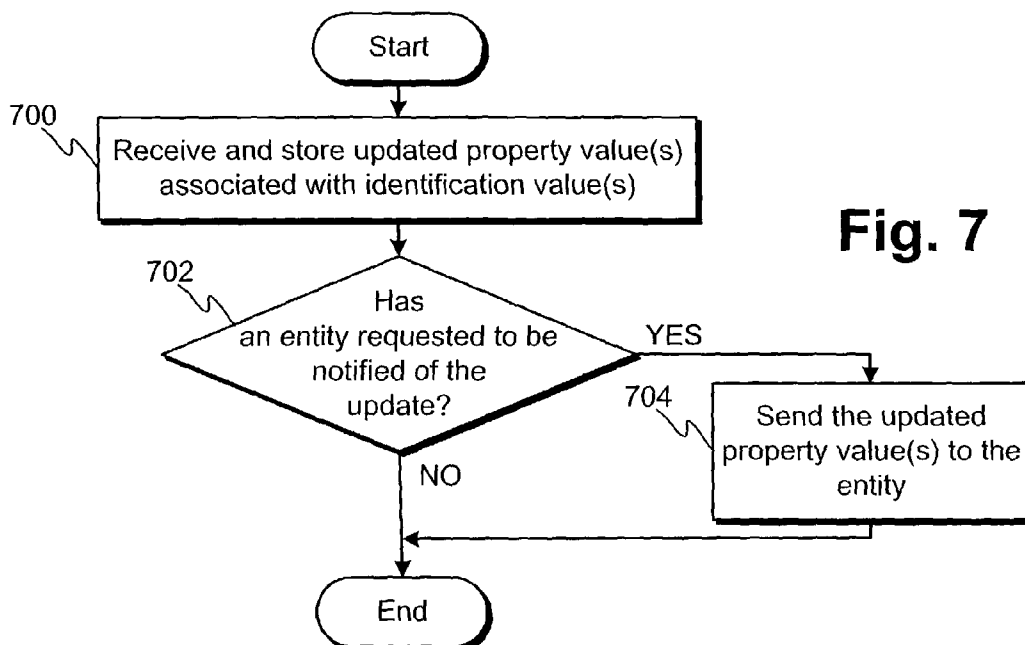 Start
700
Receive and store updated property value(s)
associated with identification value(s)
Fig. 7
702
Has
an entity requested to be
notified of the
update?
YES
704
Send the updated
property value(s) to the
entity
NO
End